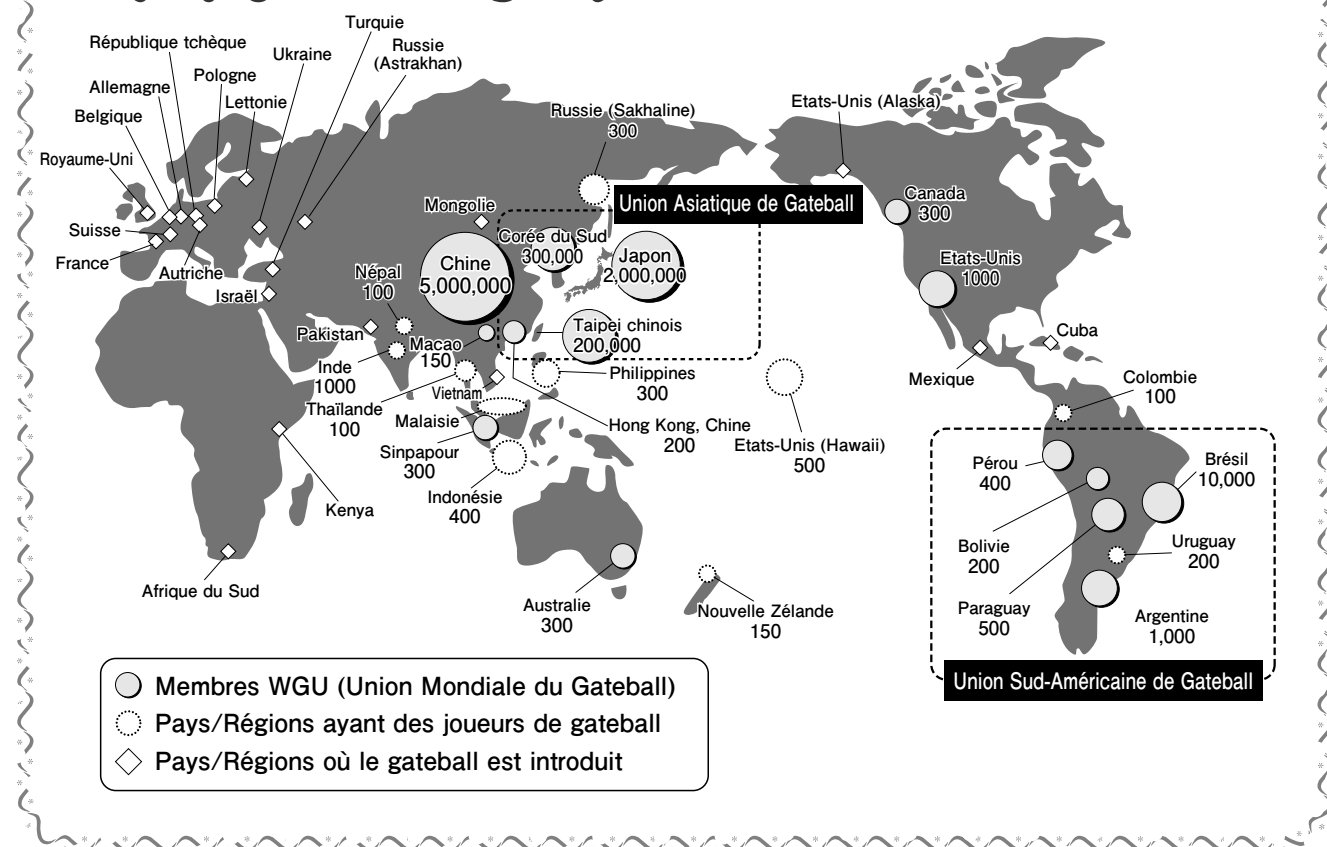 Turquie
République tchèque
Ukraine
Russie
(Astrakhan)
Pologne
Allemagne
Lettonie
Belgique
Royaume-Uni
Suisse
France
Autriche
Israël
Russie (Sakhaline)
300
Etats-Unis (Alaska)
Union Asiatique de Gateball
Canada
300
Mongolie
Corée du Sud
300,000
Japon
2,000,000
Chine
5,000,000
Népal
100
Etats-Unis
1000
Pakistan
Inde
1000
Macao
150
Taipei chinois
200,000
Cuba
Mexique
Thaïlande
100
Vietnam
Philippines
300
Colombie
100
Malaisie
Hong Kong, Chine
200
Etats-Unis (Hawaii)
500
Sinpapour
300
Indonésie
400
Kenya
Afrique du Sud
Australie
300
Nouvelle Zélande
150
Pérou
400
Brésil
10,000
Bolivie
200
Uruguay
200
Paraguay
500
Argentine
1,000
Union Sud-Américaine de Gateball
Membres WGU (Union Mondiale du Gateball)
Pays/Régions ayant des joueurs de gateball
Pays/Régions où le gateball est introduit